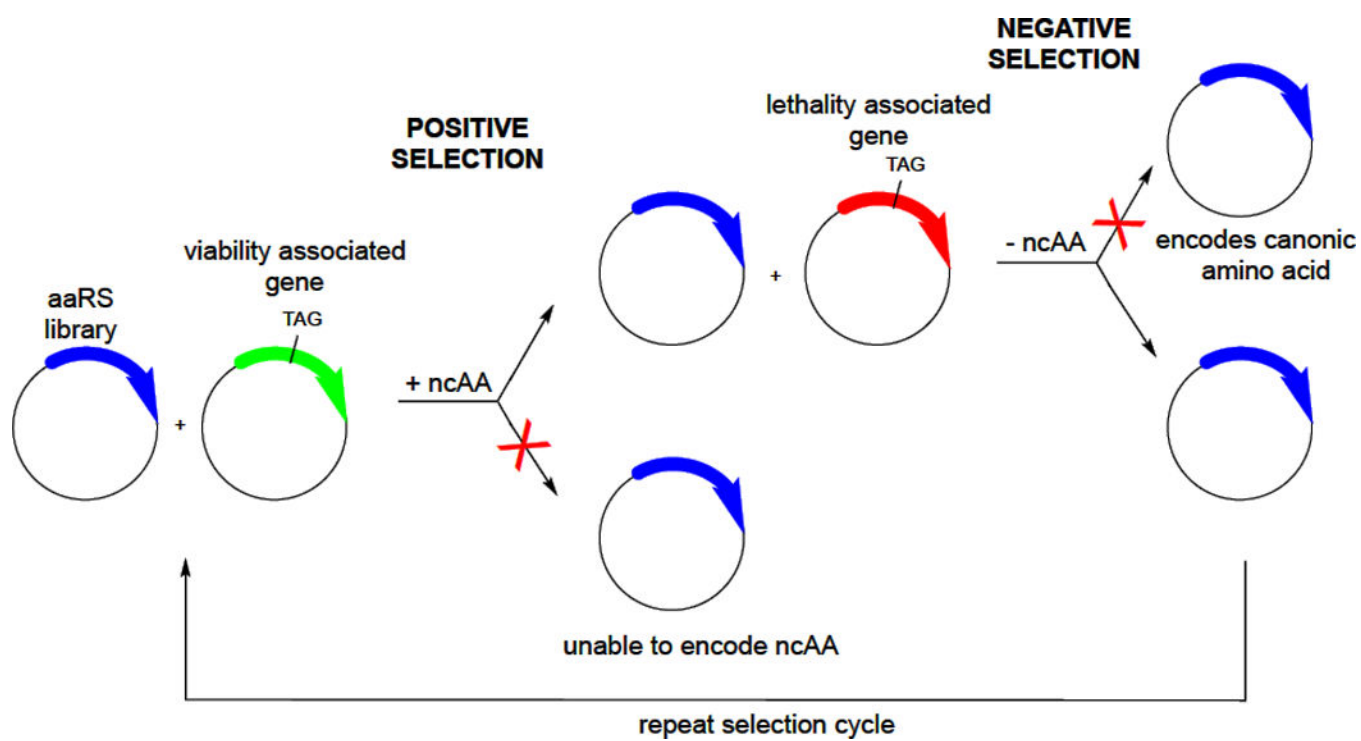 NEGATIVE
SELECTION
lethality associated
gene
TAG
POSITIVE
SELECTION
viability associated
gene
TAG
aaRS
library
+
+ ncAA
+
- ncAA
encodes canonic
amino acid
unable to encode ncAA
repeat selection cycle